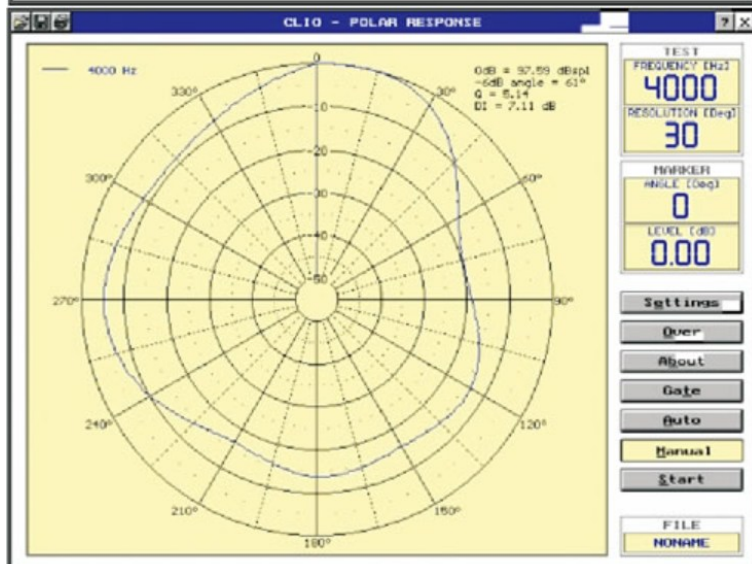 CLIO - POLAR RESPONSE
? X
4000 Hz
0dB = 97.59 dBspl
-6dB angle = 61°
Q = 5.14
DI = 7.11 dB
0
-10
-20
-30
-40
-50
30°
60°
90°
120°
150°
180°
210°
240°
270°
300°
330°
TEST
FREQUENCY [Hz]
4000
RESOLUTION [Deg]
30
MARKER
ANGLE [Deg]
0
LEVEL [dB]
0.00
Settings
Over
About
Gate
Auto
Manual
Start
FILE
NONAME